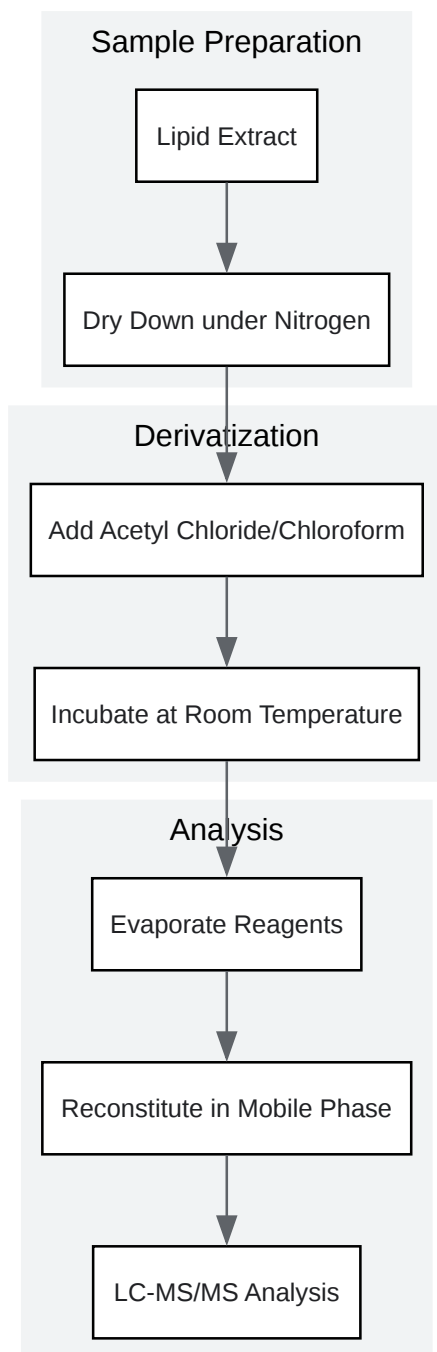 Sample Preparation
Lipid Extract
Dry Down under Nitrogen
Derivatization
Add Acetyl Chloride/Chloroform
Incubate at Room Temperature
Analysis
Evaporate Reagents
Reconstitute in Mobile Phase
LC-MS/MS Analysis